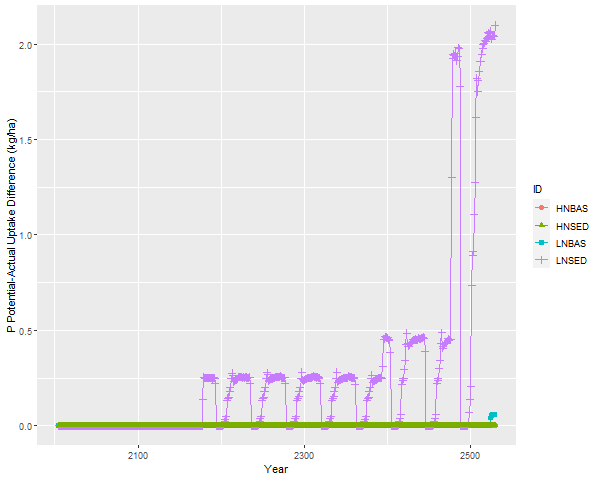 P Potential-Actual Uptake Difference (kg/ha)
2.0
1.5
1.0
0.5
0.0
2100
2300
2500
Year
ID
HNBAS
HNSED
LNBAS
LNSED